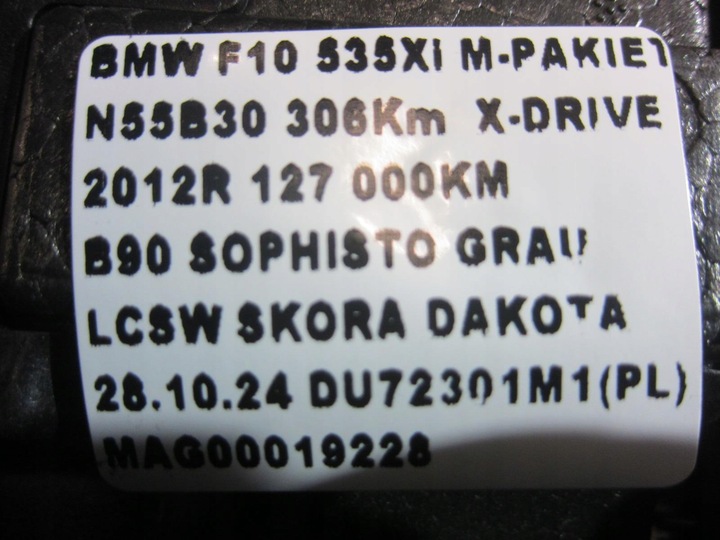 BMW F10 535Xi M-PAKIET
N55B30 306Km X-DRIVE
2012R 127 000KM
B90 SOPHISTO GRAU
LCSW SKORA DAKOTA
28.10.24 DU72301M1(PL)
MAG00019228